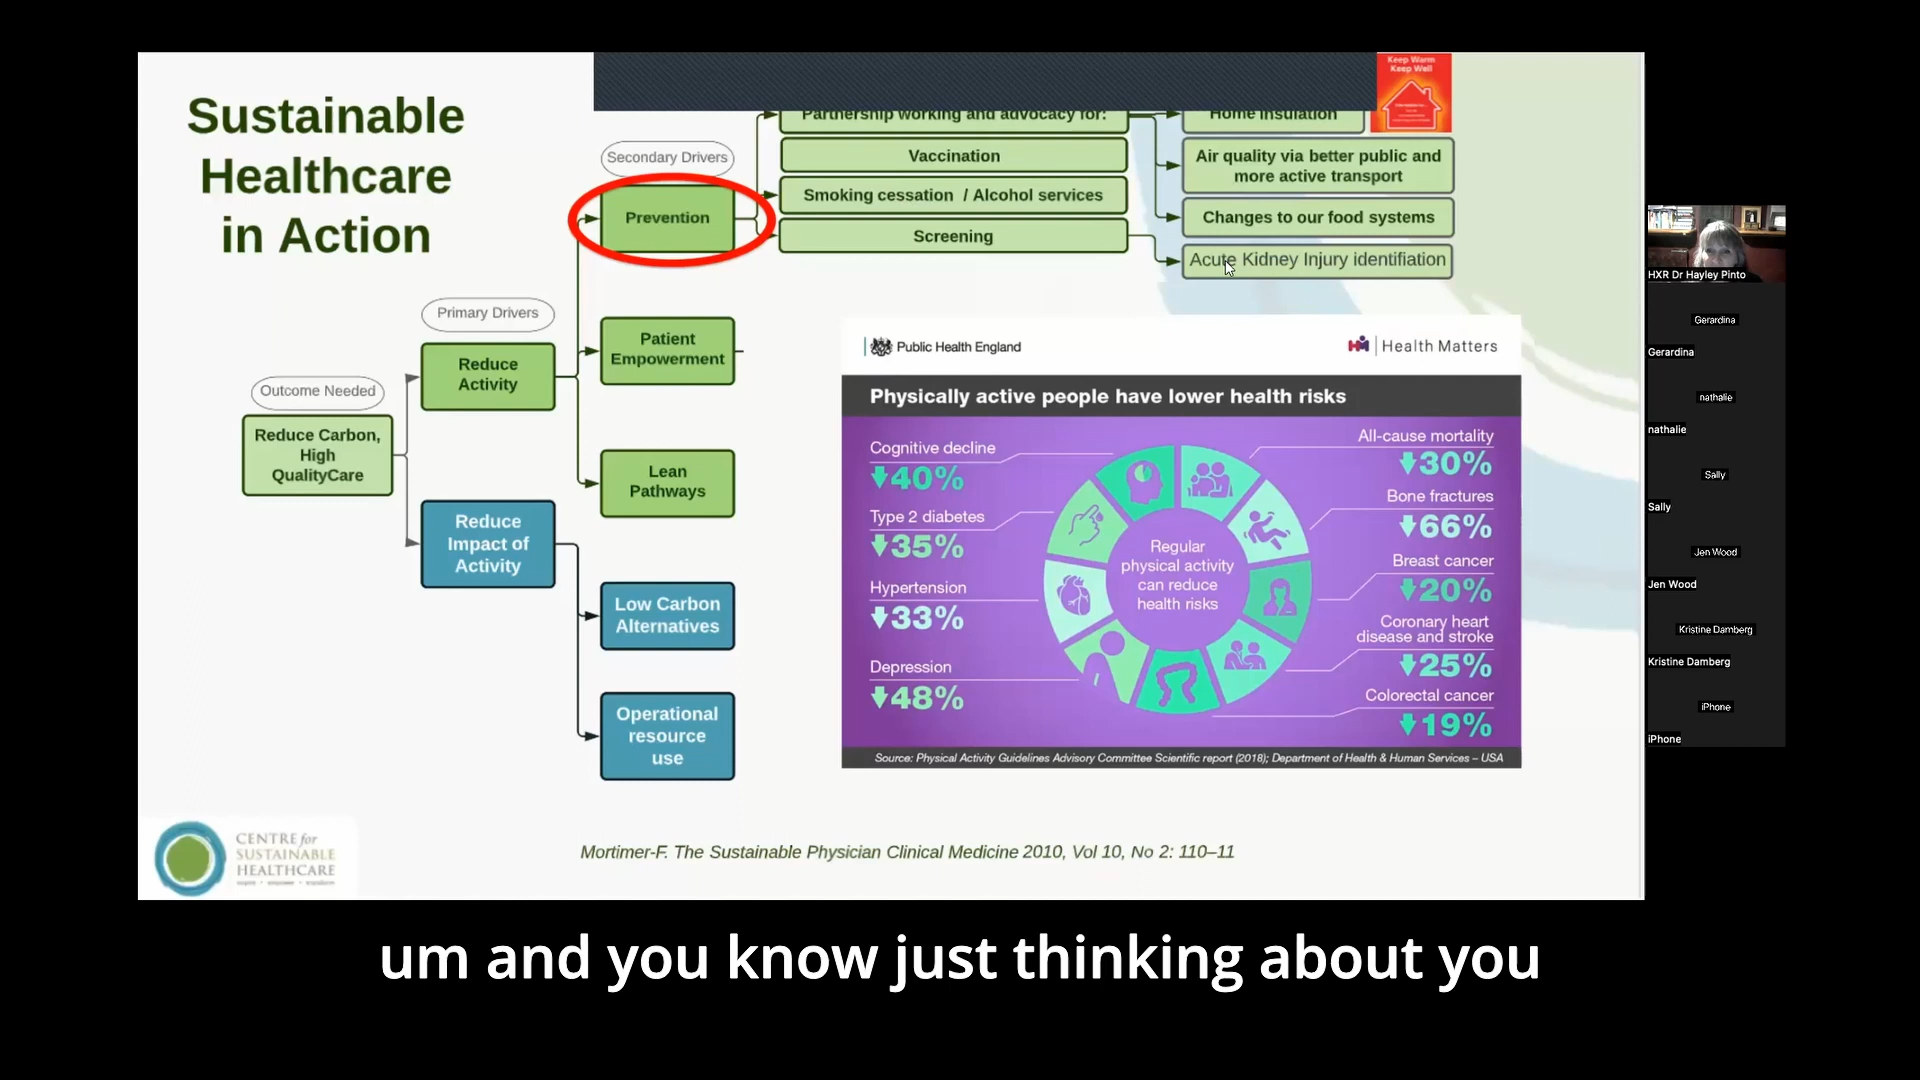 Sustainable
Healthcare
in Action
Keep Warm
Keep Well
Partnership working and advocacy for:
Vaccination
Smoking cessation / Alcohol services
Screening
Home insulation
Air quality via better public and
more active transport
Changes to our food systems
Acute Kidney Injury identifiation
Secondary Drivers
Prevention
Patient
Empowerment
Lean
Pathways
Primary Drivers
Reduce
Activity
Outcome Needed
Reduce Carbon,
High
QualityCare
Reduce
Impact of
Activity
Low Carbon
Alternatives
Operational
resource
use
Public Health England
Health Matters
Physically active people have lower health risks
Cognitive decline
40%
Type 2 diabetes
35%
Hypertension
33%
Depression
48%
Regular
physical activity
can reduce
health risks
All-cause mortality
30%
Bone fractures
66%
Breast cancer
20%
Coronary heart
disease and stroke
25%
Colorectal cancer
19%
Source: Physical Activity Guidelines Advisory Committee Scientific report (2018); Department of Health & Human Services – USA
CENTRE for
SUSTAINABLE
HEALTHCARE
Mortimer-F. The Sustainable Physician Clinical Medicine 2010, Vol 10, No 2: 110–11
HXR Dr Hayley Pinto
Gerardina
Gerardina
nathalie
nathalie
Sally
Sally
Jen Wood
Jen Wood
Kristine Damberg
Kristine Damberg
iPhone
iPhone
um and you know just thinking about you